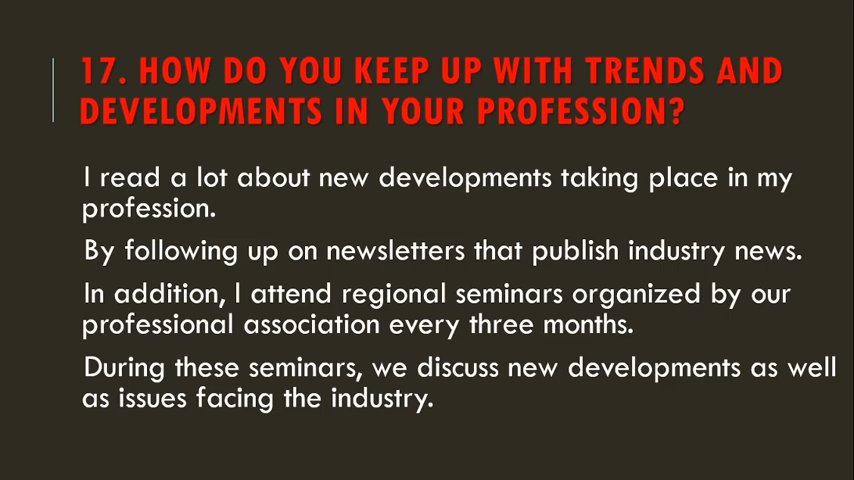 17. HOW DO YOU KEEP UP WITH TRENDS AND
DEVELOPMENTS IN YOUR PROFESSION?
I read a lot about new developments taking place in my
profession.
By following up on newsletters that publish industry news.
In addition, I attend regional seminars organized by our
professional association every three months.
During these seminars, we discuss new developments as well
as issues facing the industry.